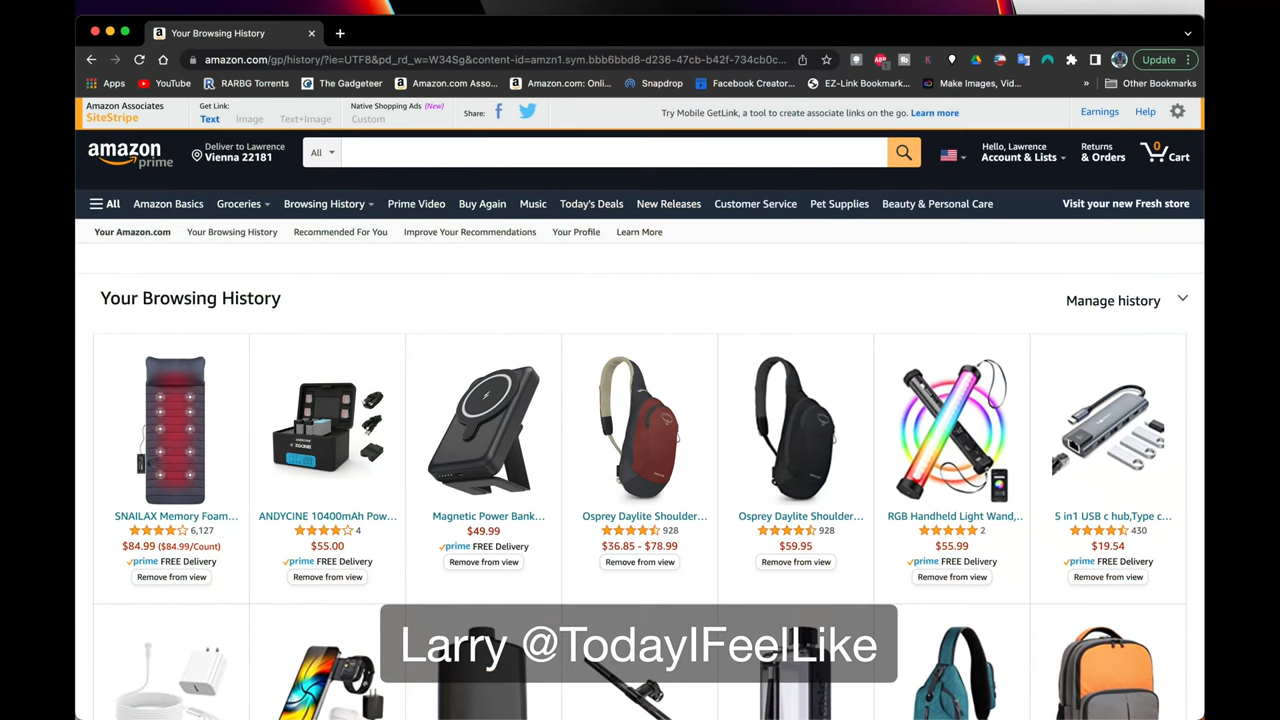 Your Browsing History
amazon.com/gp/history/?ie=UTF8&pd_rd_w=W34Sg&content-id=amzn1.sym.bbb6bbd8-d236-47cb-b42f-734cb0c...
Update
Apps YouTube RARBG Torrents The Gadgeteer Amazon.com Asso... Amazon.com: Onli... Snapdrop Facebook Creator... EZ-Link Bookmark... Make Images, Vid... » Other Bookmarks
Amazon Associates
SiteStripe
Get Link:
Text Image Text+Image
Native Shopping Ads (New)
Custom
Share:
Try Mobile GetLink, a tool to create associate links on the go. Learn more
Earnings Help
amazon prime
Deliver to Lawrence
Vienna 22181
All
Hello, Lawrence
Account & Lists
Returns
& Orders
0
Cart
All Amazon Basics Groceries Browsing History Prime Video Buy Again Music Today's Deals New Releases Customer Service Pet Supplies Beauty & Personal Care Visit your new Fresh store
Your Amazon.com Your Browsing History Recommended For You Improve Your Recommendations Your Profile Learn More
Your Browsing History
Manage history
SNAILAX Memory Foam...
6,127
$84.99 ($84.99/Count)
prime FREE Delivery
Remove from view
ANDYCINE 10400mAh Pow...
4
$55.00
prime FREE Delivery
Remove from view
Magnetic Power Bank...
$49.99
prime FREE Delivery
Remove from view
Osprey Daylite Shoulder...
928
$36.85 - $78.99
Remove from view
Osprey Daylite Shoulder...
928
$59.95
Remove from view
RGB Handheld Light Wand,..
2
$55.99
prime FREE Delivery
Remove from view
5 in1 USB c hub,Type c...
430
$19.54
prime FREE Delivery
Remove from view
Larry @TodayIFeelLike